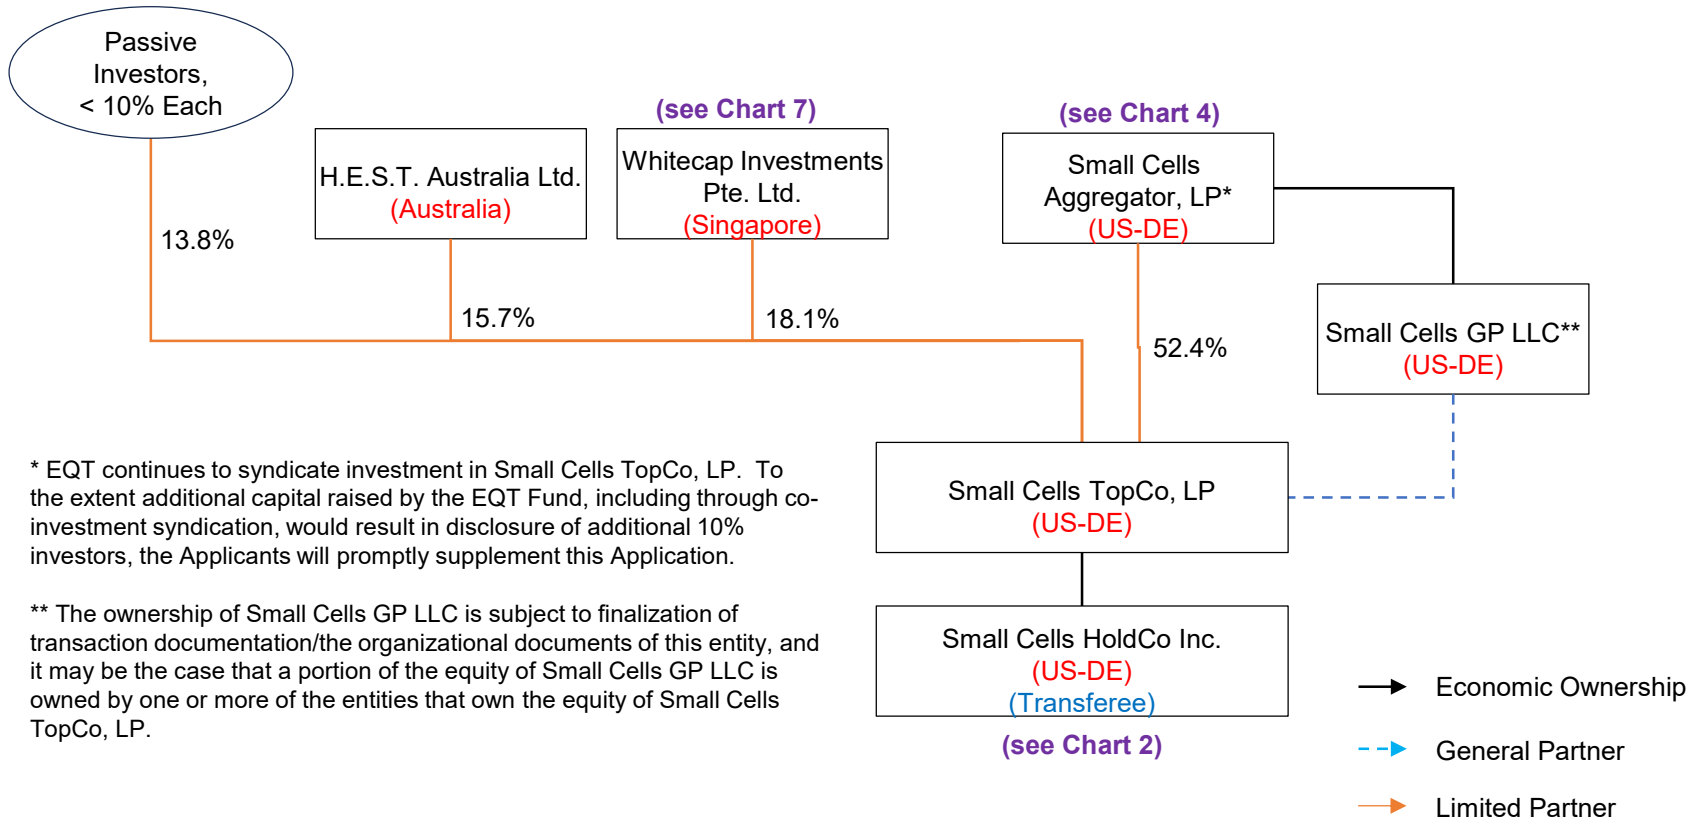 Passive
Investors,
< 10% Each
(see Chart 7)
(see Chart 4)
H.E.S.T. Australia Ltd.
(Australia)
Whitecap Investments
Pte. Ltd.
(Singapore)
Small Cells
Aggregator, LP*
(US-DE)
13.8%
15.7%
18.1%
52.4%
Small Cells GP LLC**
(US-DE)
Small Cells TopCo, LP
(US-DE)
* EQT continues to syndicate investment in Small Cells TopCo, LP.  To
the extent additional capital raised by the EQT Fund, including through co-
investment syndication, would result in disclosure of additional 10%
investors, the Applicants will promptly supplement this Application.
** The ownership of Small Cells GP LLC is subject to finalization of
transaction documentation/the organizational documents of this entity, and
it may be the case that a portion of the equity of Small Cells GP LLC is
owned by one or more of the entities that own the equity of Small Cells
TopCo, LP.
Small Cells HoldCo Inc.
(US-DE)
(Transferee)
(see Chart 2)
Economic Ownership
General Partner
Limited Partner